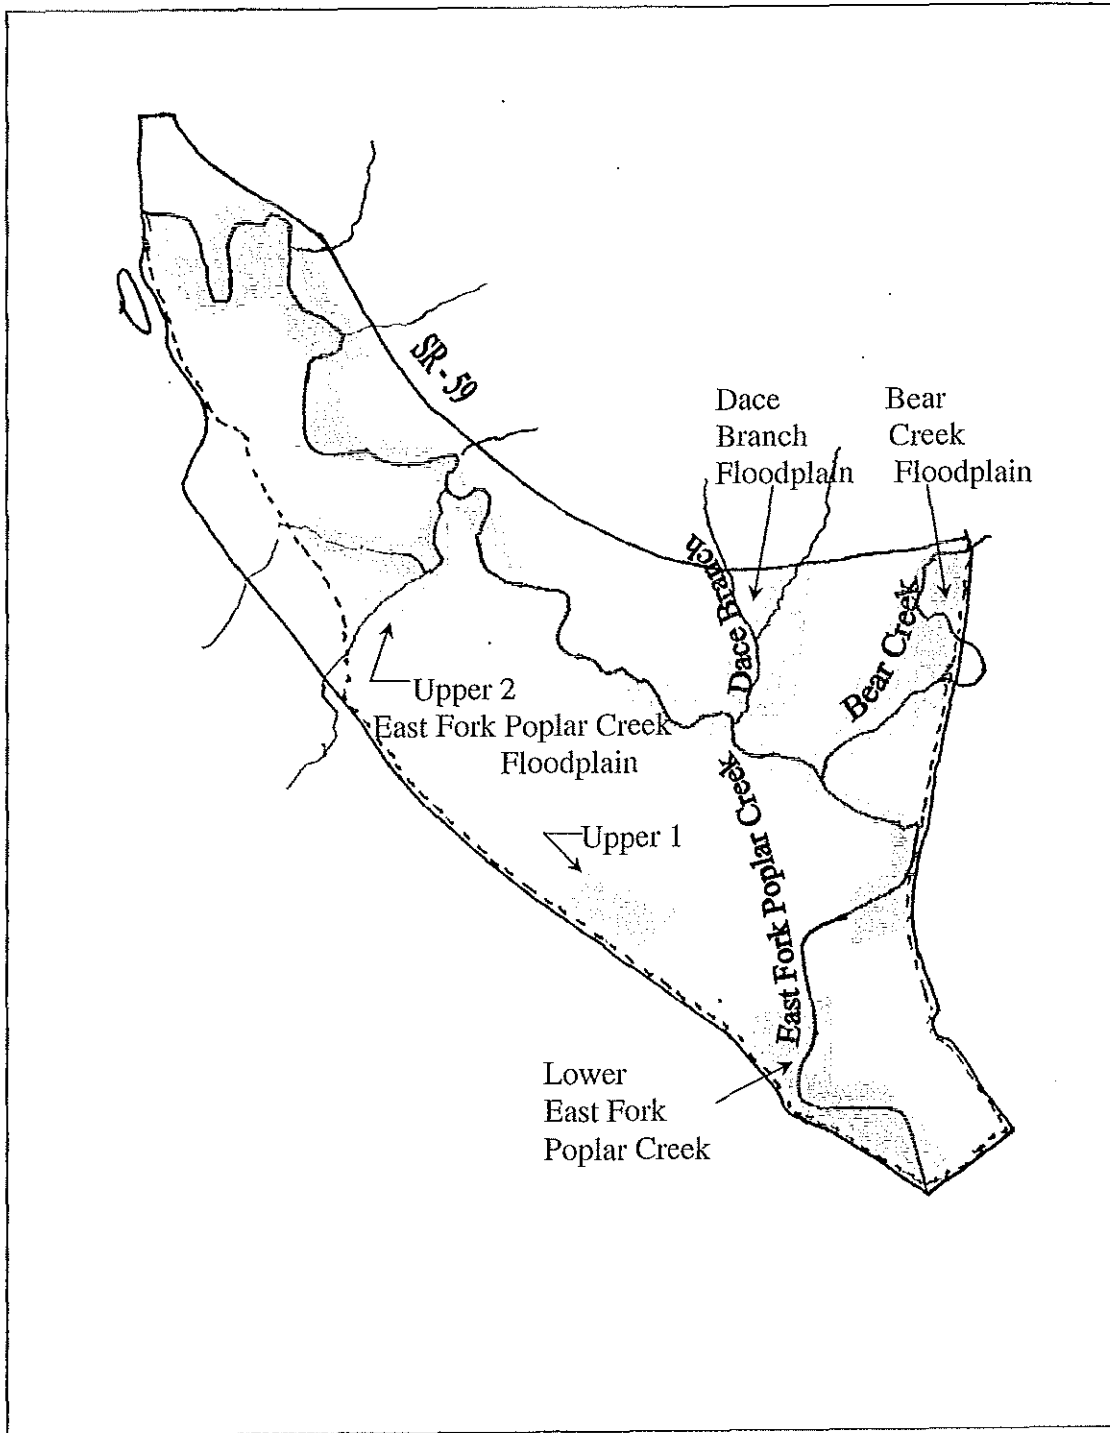 SR - 59
Dace
Branch
Floodplain
Bear
Creek
Floodplain
Dace Branch
Bear Creek
Upper 2
East Fork Poplar Creek
Floodplain
Upper 1
East Fork Poplar Creek
Lower
East Fork
Poplar Creek